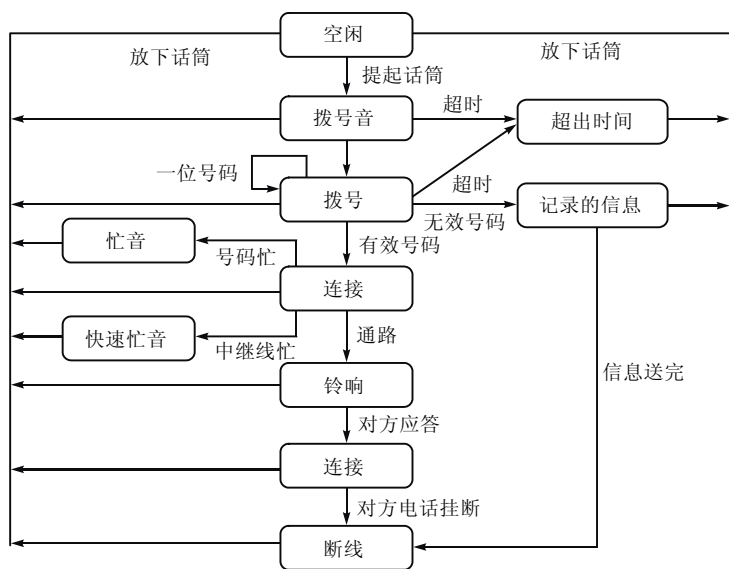 空闲
放下话筒
放下话筒
提起话筒
拨号音
超时
超出时间
一位号码
拨号
超时
无效号码
记录的信息
忙音
号码忙
有效号码
连接
快速忙音
中继线忙
通路
信息送完
铃响
对方应答
连接
对方电话挂断
断线